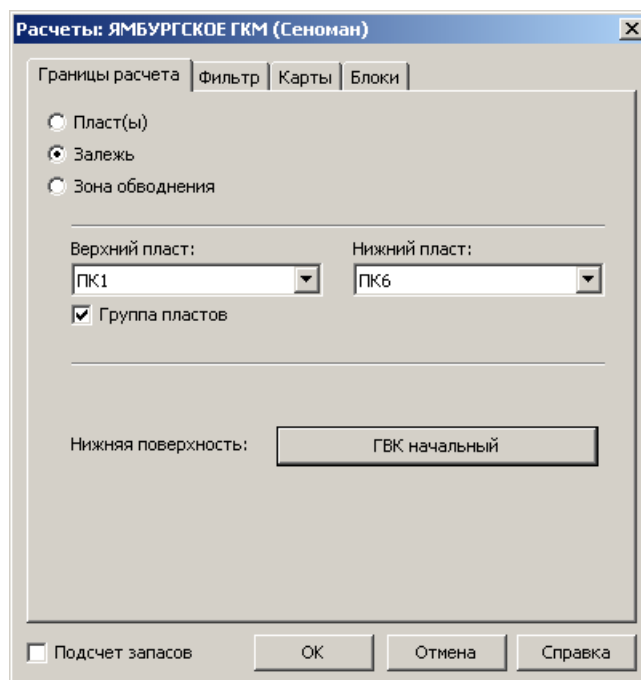 Расчеты: ЯМБУРГСКОЕ ГКМ (Сеноман)
Границы расчета Фильтр Карты Блоки
Пласт(ы)
Залежь
Зона обводнения
Верхний пласт: Нижний пласт:
ПК1 ПК6
Группа пластов
Нижняя поверхность: ГВК начальный
Подсчет запасов ОК Отмена Справка